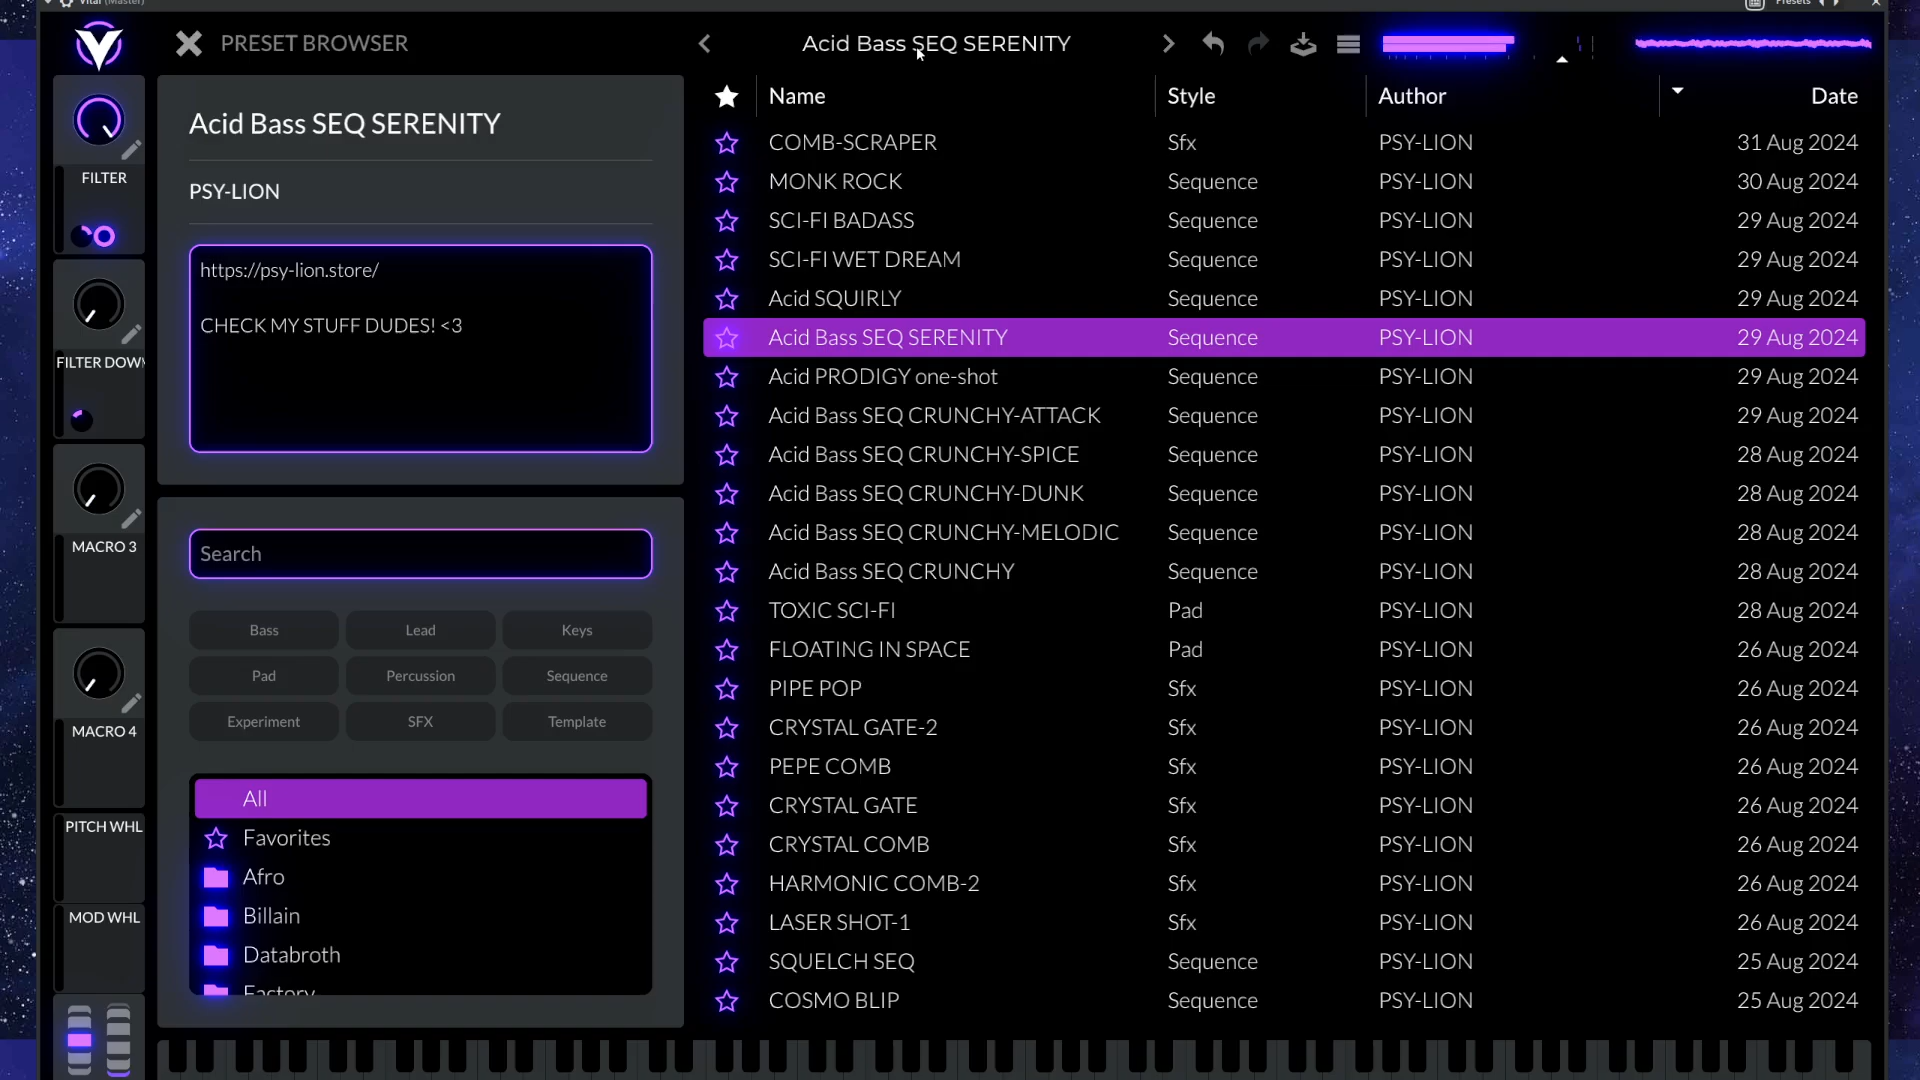 Vital (Master)
Presets
PRESET BROWSER
Acid Bass SEQ SERENITY
FILTER
FILTER DOWN
MACRO 3
MACRO 4
PITCH WHL
MOD WHL
Acid Bass SEQ SERENITY
PSY-LION
https://psy-lion.store/
CHECK MY STUFF DUDES! <3
Search
Bass Lead Keys
Pad Percussion Sequence
Experiment SFX Template
All
Favorites
Afro
Billain
Databroth
Factory
Name Style Author Date
COMB-SCRAPER Sfx PSY-LION 31 Aug 2024
MONK ROCK Sequence PSY-LION 30 Aug 2024
SCI-FI BADASS Sequence PSY-LION 29 Aug 2024
SCI-FI WET DREAM Sequence PSY-LION 29 Aug 2024
Acid SQUIRLY Sequence PSY-LION 29 Aug 2024
Acid Bass SEQ SERENITY Sequence PSY-LION 29 Aug 2024
Acid PRODIGY one-shot Sequence PSY-LION 29 Aug 2024
Acid Bass SEQ CRUNCHY-ATTACK Sequence PSY-LION 29 Aug 2024
Acid Bass SEQ CRUNCHY-SPICE Sequence PSY-LION 28 Aug 2024
Acid Bass SEQ CRUNCHY-DUNK Sequence PSY-LION 28 Aug 2024
Acid Bass SEQ CRUNCHY-MELODIC Sequence PSY-LION 28 Aug 2024
Acid Bass SEQ CRUNCHY Sequence PSY-LION 28 Aug 2024
TOXIC SCI-FI Pad PSY-LION 28 Aug 2024
FLOATING IN SPACE Pad PSY-LION 26 Aug 2024
PIPE POP Sfx PSY-LION 26 Aug 2024
CRYSTAL GATE-2 Sfx PSY-LION 26 Aug 2024
PEPE COMB Sfx PSY-LION 26 Aug 2024
CRYSTAL GATE Sfx PSY-LION 26 Aug 2024
CRYSTAL COMB Sfx PSY-LION 26 Aug 2024
HARMONIC COMB-2 Sfx PSY-LION 26 Aug 2024
LASER SHOT-1 Sfx PSY-LION 26 Aug 2024
SQUELCH SEQ Sequence PSY-LION 25 Aug 2024
COSMO BLIP Sequence PSY-LION 25 Aug 2024